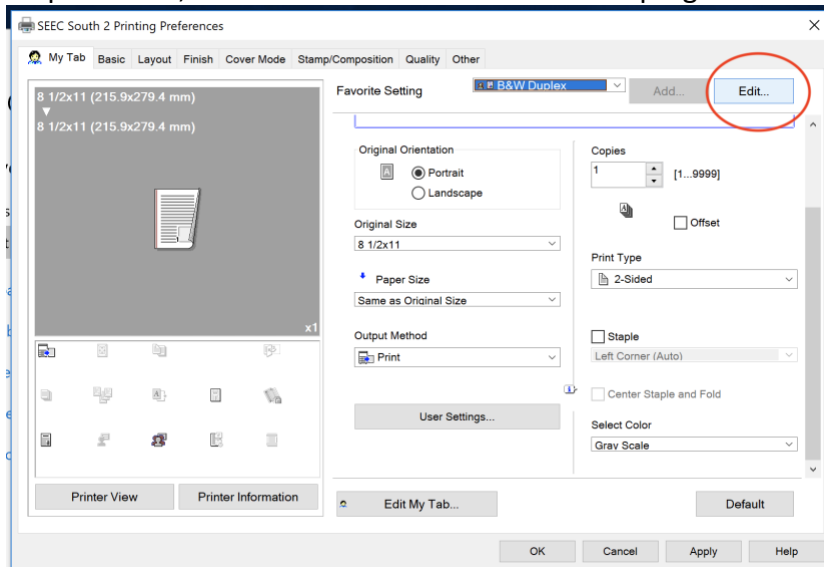 SEEC South 2 Printing Preferences
My Tab Basic Layout Finish Cover Mode Stamp/Composition Quality Other
8 1/2x11 (215.9x279.4 mm)
8 1/2x11 (215.9x279.4 mm)
x1
Favorite Setting B&W Duplex Add... Edit...
Original Orientation
Portrait
Landscape
Original Size
8 1/2x11
Paper Size
Same as Original Size
Output Method
Print
User Settings...
Copies
1 [1...9999]
Offset
Print Type
2-Sided
Staple
Left Corner (Auto)
Center Staple and Fold
Select Color
Gray Scale
Printer View Printer Information
Edit My Tab... Default
OK Cancel Apply Help